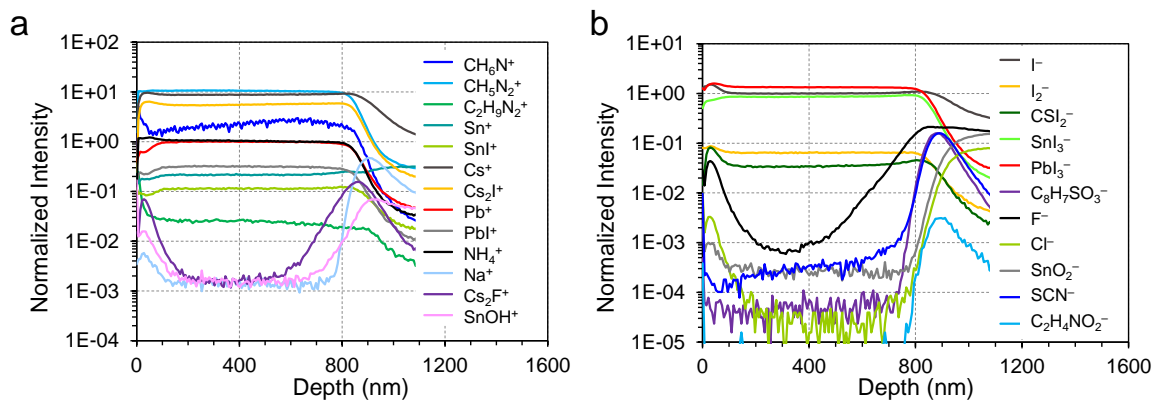 a
1E+02
1E+01
1E+00
1E-01
1E-02
1E-03
1E-04
Normalized Intensity
0
400
800
1200
1600
Depth (nm)
CH₆N⁺
CH₅N₂⁺
C₂H₉N₂⁺
Sn⁺
SnI⁺
Cs⁺
Cs₂I⁺
Pb⁺
PbI⁺
NH₄⁺
Na⁺
Cs₂F⁺
SnOH⁺
b
1E+01
1E+00
1E-01
1E-02
1E-03
1E-04
1E-05
Normalized Intensity
0
400
800
1200
1600
Depth (nm)
I⁻
I₂⁻
CSI₂⁻
SnI₃⁻
PbI₃⁻
C₈H₇SO₃⁻
F⁻
Cl⁻
SnO₂⁻
SCN⁻
C₂H₄NO₂⁻